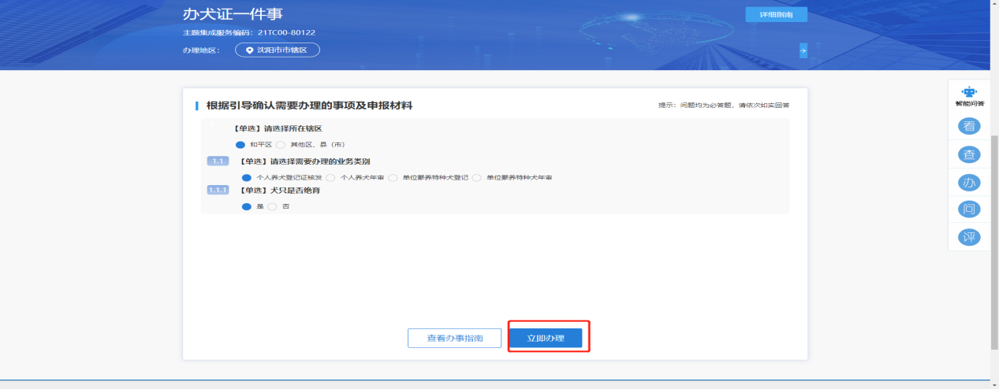 办犬证一件事
详细指南
主题集成服务编码：21TC00-80122
办理地区：
沈阳市市辖区
根据引导确认需要办理的事项及申报材料
提示：问题均为必答题，请依次如实回答
【单选】请选择所在辖区
和平区 其他区、县（市）
1.1 【单选】请选择需要办理的业务类别
个人养犬登记证核发 个人养犬年审 单位豢养特种犬登记 单位豢养特种犬年审
1.1.1 【单选】犬只是否绝育
是 否
查看办事指南
立即办理
智能问答
看
查
办
问
评